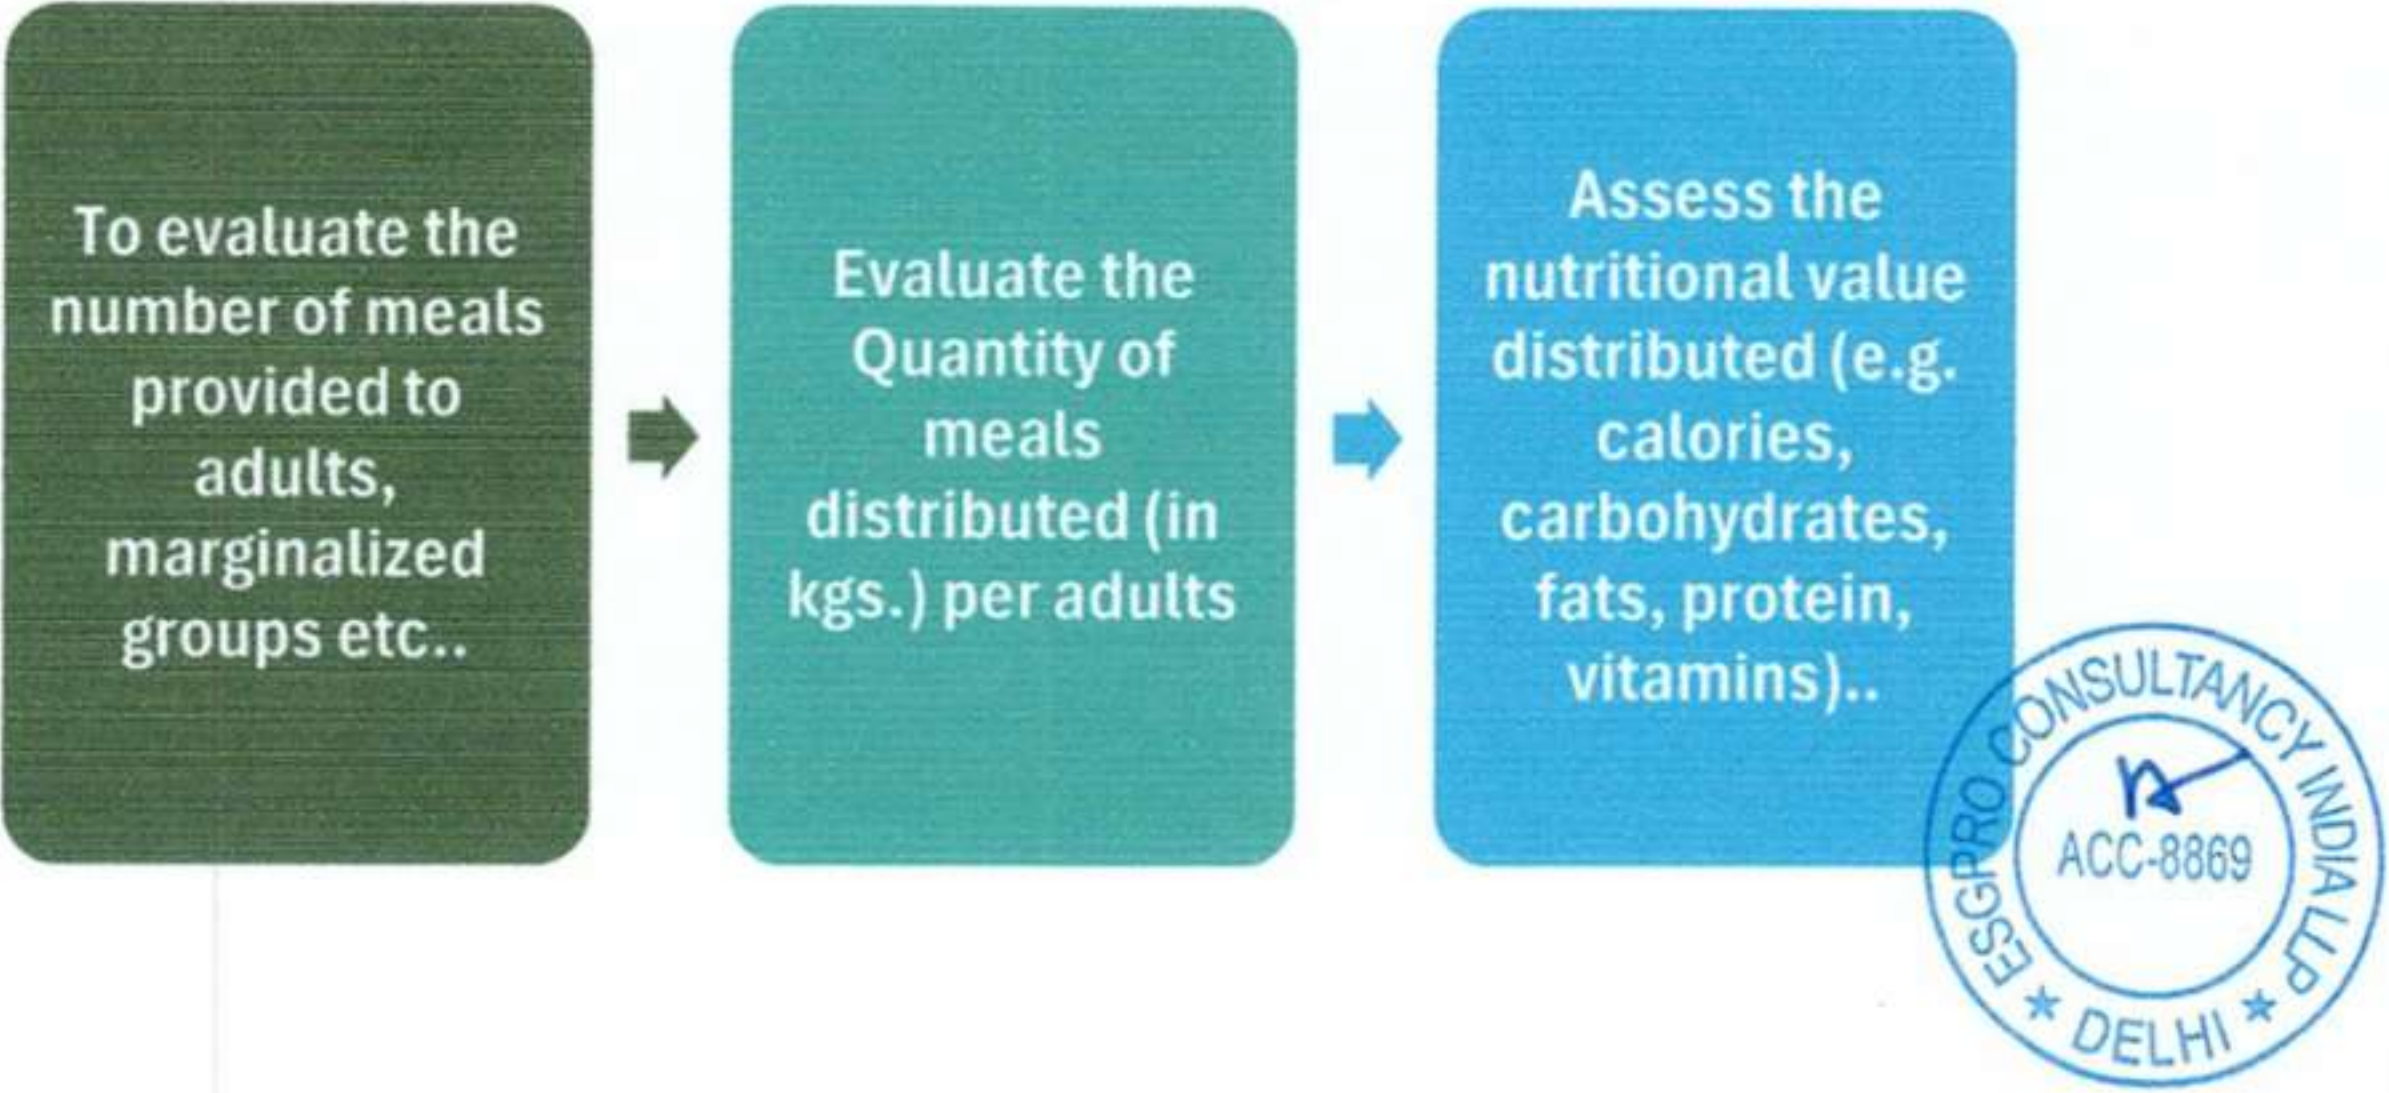 To evaluate the
number of meals
provided to
adults,
marginalized
groups etc..
Evaluate the
Quantity of
meals
distributed (in
kgs.) per adults
Assess the
nutritional value
distributed (e.g.
calories,
carbohydrates,
fats, protein,
vitamins)..
ESGPRO CONSULTANCY INDIA LLP
ACC-8869
★ DELHI ★